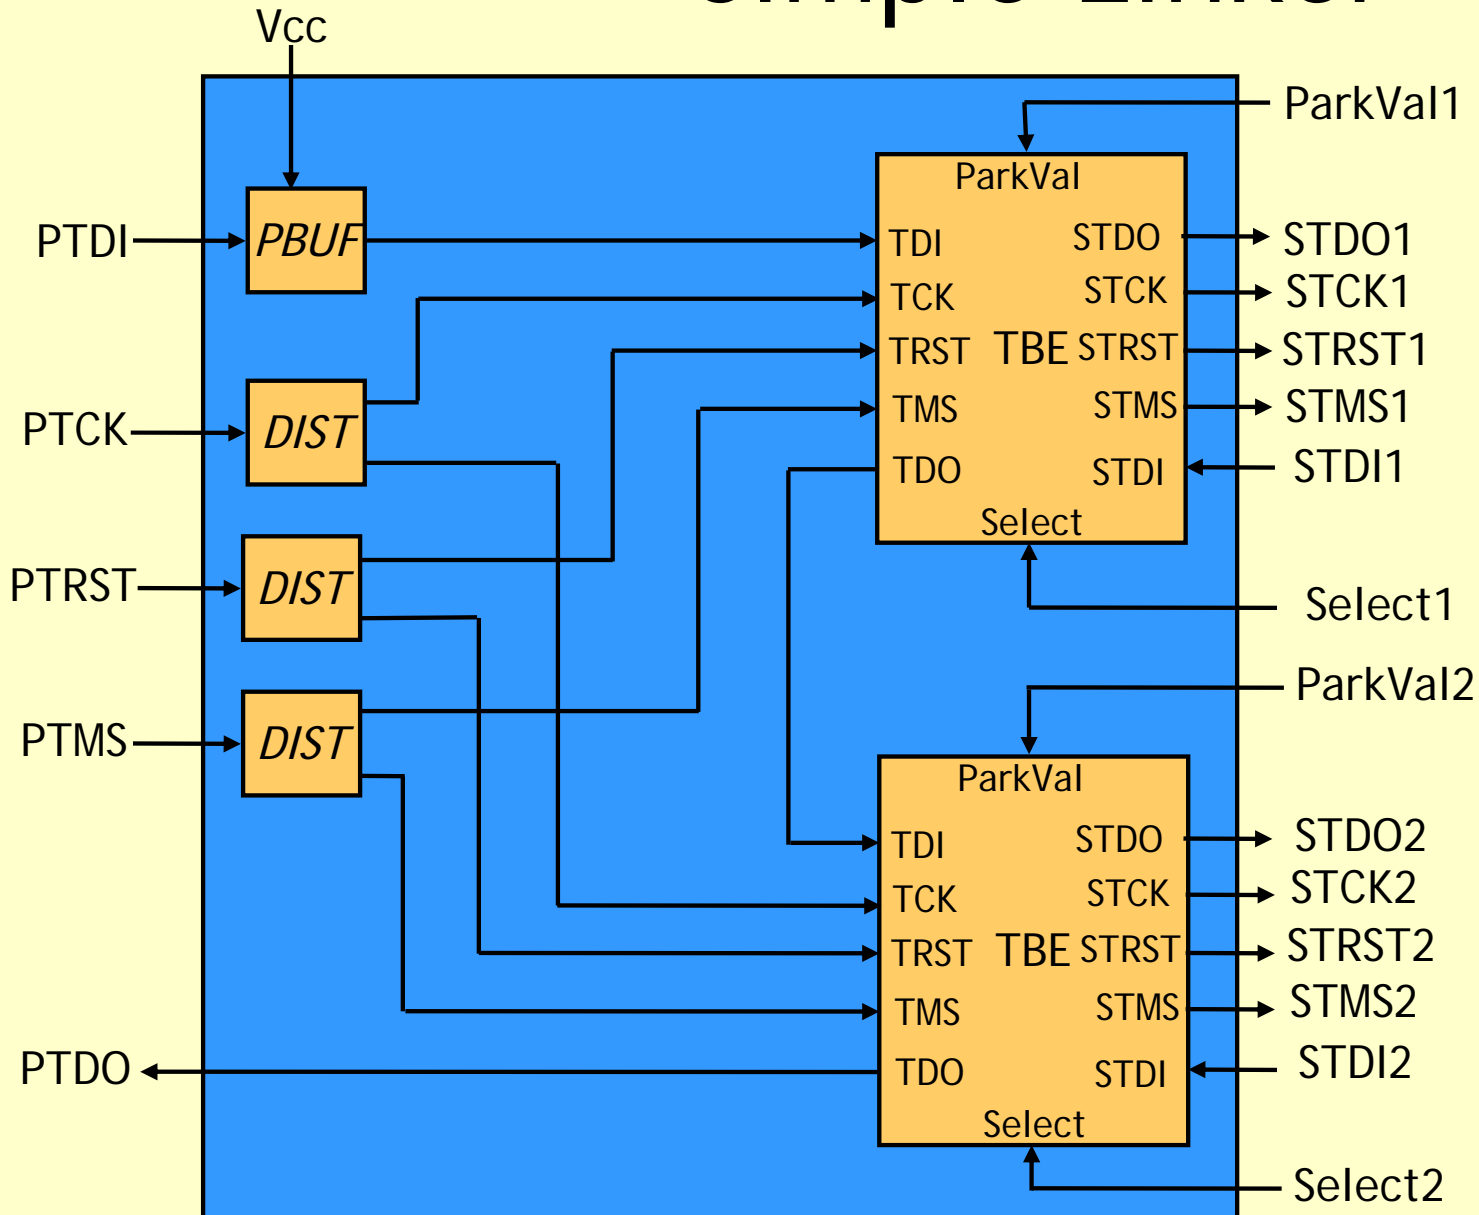 Simple Linker
Vcc
ParkVal1
ParkVal
PTDI
PBUF
TDI
STDO
STDO1
TCK
STCK
STCK1
TRST
TBE
STRST
STRST1
PTCK
DIST
TMS
STMS
STMS1
TDO
STDI
STDI1
Select
PTRST
DIST
Select1
ParkVal2
PTMS
DIST
ParkVal
TDI
STDO
STDO2
TCK
STCK
STCK2
TRST
TBE
STRST
STRST2
TMS
STMS
STMS2
PTDO
TDO
STDI
STDI2
Select
Select2